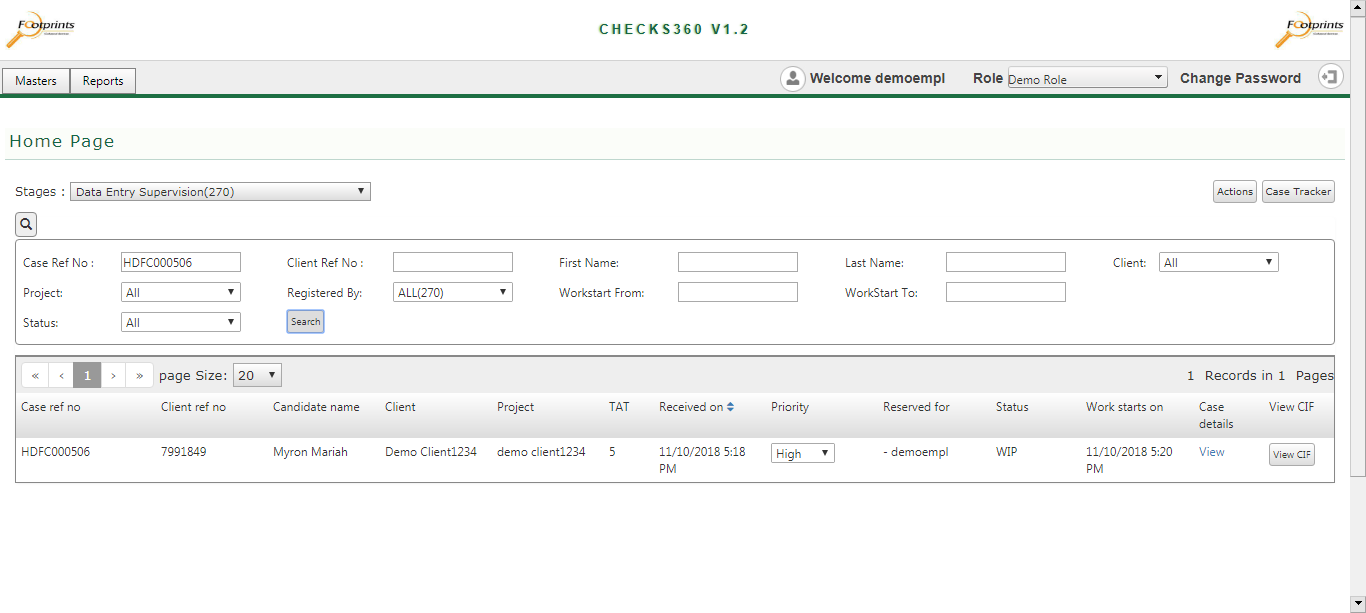 FOotprints
CHECKS360 V1.2
FOotprints
Masters Reports Welcome demoempl Role Demo Role Change Password
Home Page
Stages : Data Entry Supervision(270) Actions Case Tracker
Case Ref No : HDFC000506 Client Ref No : First Name: Last Name: Client: All
Project: All Registered By: ALL(270) Workstart From: WorkStart To:
Status: All Search
« ‹ 1 › » page Size: 20 1 Records in 1 Pages
Case ref no Client ref no Candidate name Client Project TAT Received on Priority Reserved for Status Work starts on Case details View CIF
HDFC000506 7991849 Myron Mariah Demo Client1234 demo client1234 5 11/10/2018 5:18 PM High - demoempl WIP 11/10/2018 5:20 PM View View CIF